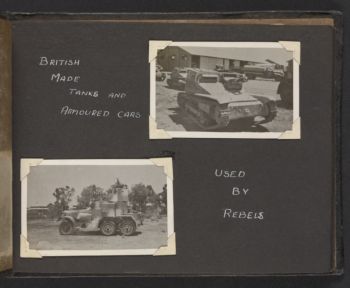 BRITISH
MADE
TANKS AND
ARMOURED CARS
USED
BY
REBELS